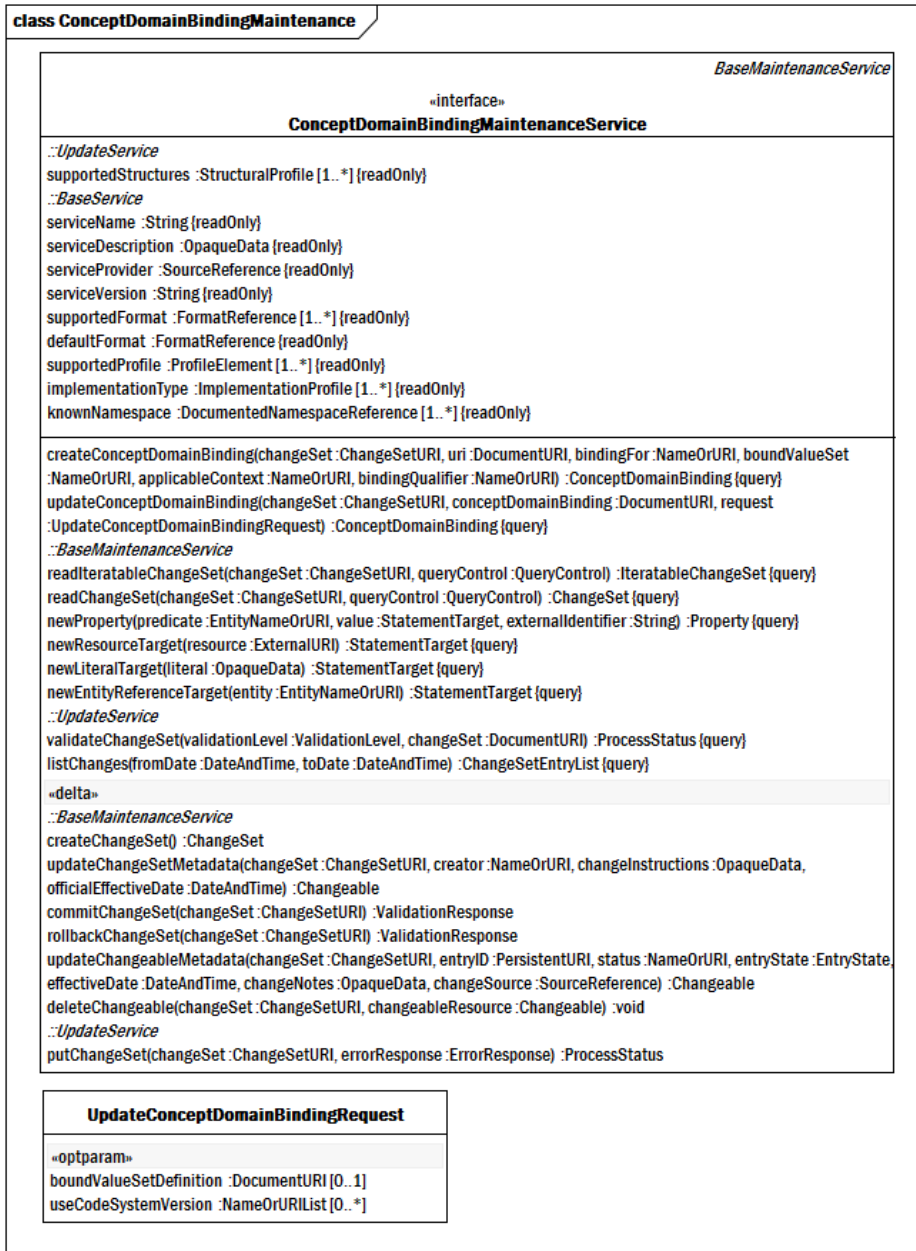 class ConceptDomainBindingMaintenance
BaseMaintenanceService
«interface»
ConceptDomainBindingMaintenanceService
::UpdateService
supportedStructures :StructuralProfile [1..*] {readOnly}
::BaseService
serviceName :String {readOnly}
serviceDescription :OpaqueData {readOnly}
serviceProvider :SourceReference {readOnly}
serviceVersion :String {readOnly}
supportedFormat :FormatReference [1..*] {readOnly}
defaultFormat :FormatReference {readOnly}
supportedProfile :ProfileElement [1..*] {readOnly}
implementationType :ImplementationProfile [1..*] {readOnly}
knownNamespace :DocumentedNamespaceReference [1..*] {readOnly}
createConceptDomainBinding(changeSet :ChangeSetURI, uri :DocumentURI, bindingFor :NameOrURI, boundValueSet
:NameOrURI, applicableContext :NameOrURI, bindingQualifier :NameOrURI) :ConceptDomainBinding {query}
updateConceptDomainBinding(changeSet :ChangeSetURI, conceptDomainBinding :DocumentURI, request
:UpdateConceptDomainBindingRequest) :ConceptDomainBinding {query}
::BaseMaintenanceService
readIteratableChangeSet(changeSet :ChangeSetURI, queryControl :QueryControl) :IteratableChangeSet {query}
readChangeSet(changeSet :ChangeSetURI, queryControl :QueryControl) :ChangeSet {query}
newProperty(predicate :EntityNameOrURI, value :StatementTarget, externalIdentifier :String) :Property {query}
newResourceTarget(resource :ExternalURI) :StatementTarget {query}
newLiteralTarget(literal :OpaqueData) :StatementTarget {query}
newEntityReferenceTarget(entity :EntityNameOrURI) :StatementTarget {query}
::UpdateService
validateChangeSet(validationLevel :ValidationLevel, changeSet :DocumentURI) :ProcessStatus {query}
listChanges(fromDate :DateAndTime, toDate :DateAndTime) :ChangeSetEntryList {query}
«delta»
::BaseMaintenanceService
createChangeSet() :ChangeSet
updateChangeSetMetadata(changeSet :ChangeSetURI, creator :NameOrURI, changeInstructions :OpaqueData,
officialEffectiveDate :DateAndTime) :Changeable
commitChangeSet(changeSet :ChangeSetURI) :ValidationResponse
rollbackChangeSet(changeSet :ChangeSetURI) :ValidationResponse
updateChangeableMetadata(changeSet :ChangeSetURI, entryID :PersistentURI, status :NameOrURI, entryState :EntryState,
effectiveDate :DateAndTime, changeNotes :OpaqueData, changeSource :SourceReference) :Changeable
deleteChangeable(changeSet :ChangeSetURI, changeableResource :Changeable) :void
::UpdateService
putChangeSet(changeSet :ChangeSetURI, errorResponse :ErrorResponse) :ProcessStatus
UpdateConceptDomainBindingRequest
«optparam»
boundValueSetDefinition :DocumentURI [0..1]
useCodeSystemVersion :NameOrURIList [0..*]